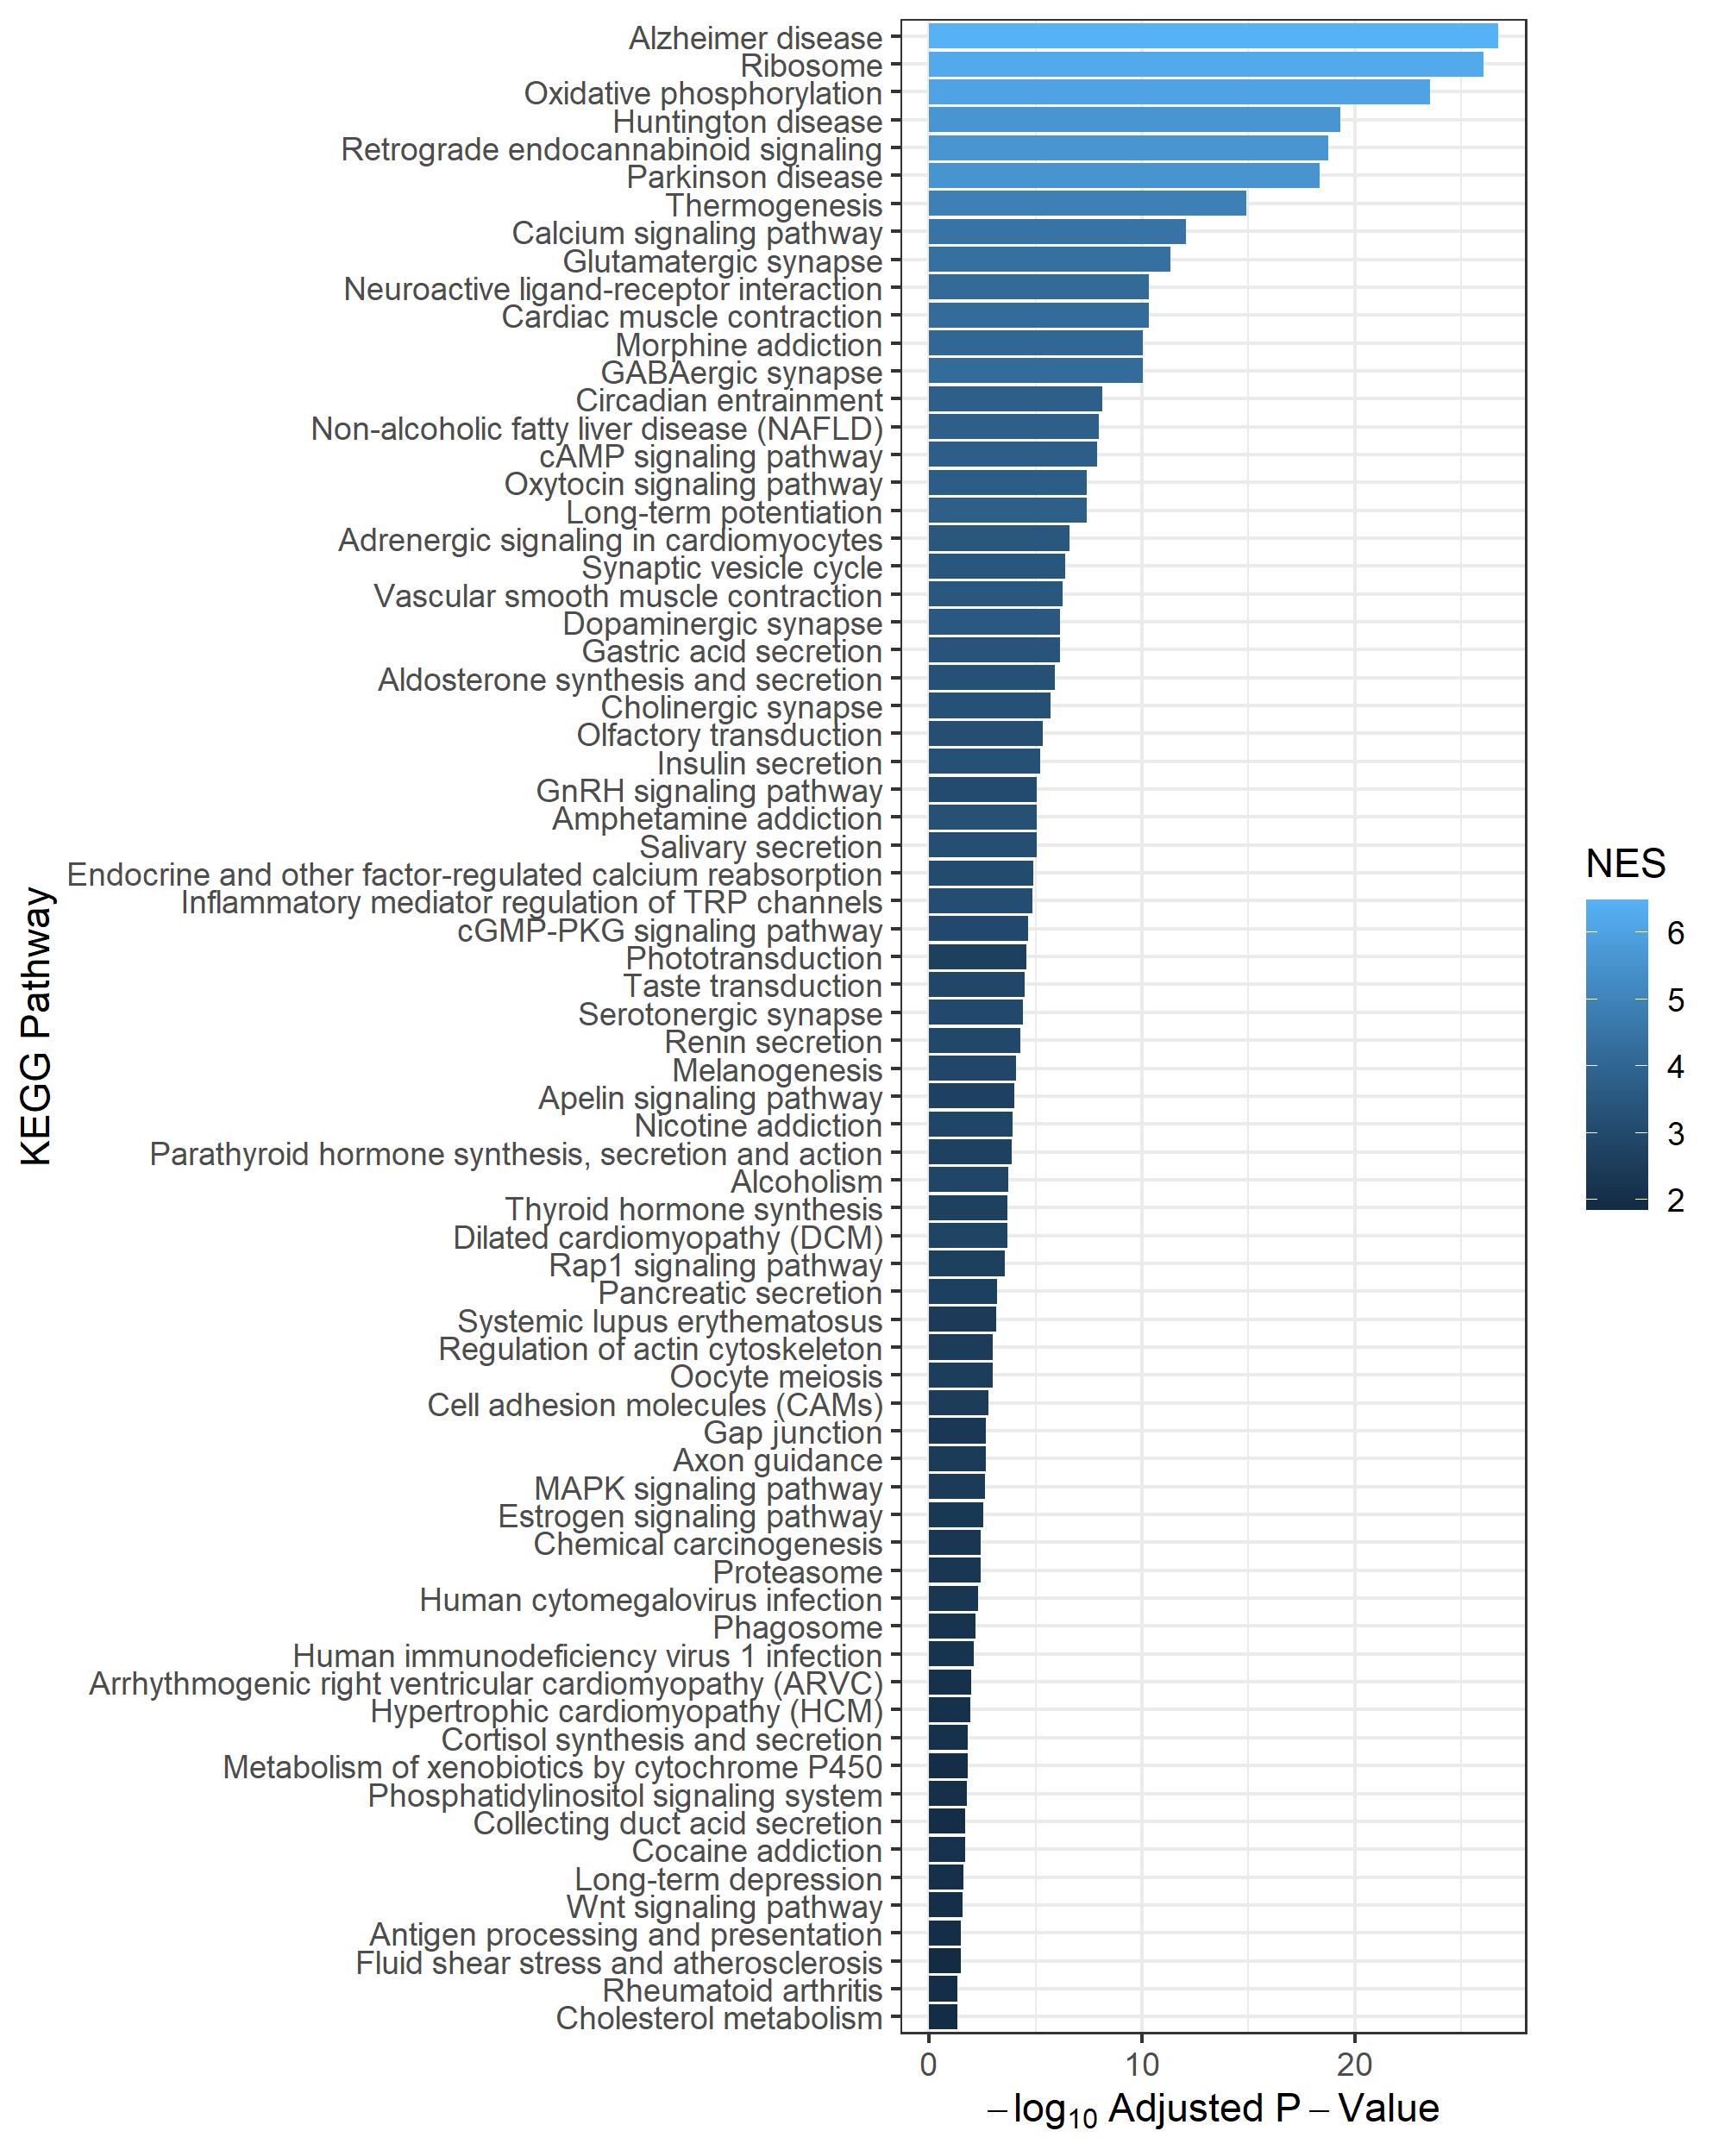 Alzheimer disease
Ribosome
Oxidative phosphorylation
Huntington disease
Retrograde endocannabinoid signaling
Parkinson disease
Thermogenesis
Calcium signaling pathway
Glutamatergic synapse
Neuroactive ligand-receptor interaction
Cardiac muscle contraction
Morphine addiction
GABAergic synapse
Circadian entrainment
Non-alcoholic fatty liver disease (NAFLD)
cAMP signaling pathway
Oxytocin signaling pathway
Long-term potentiation
Adrenergic signaling in cardiomyocytes
Synaptic vesicle cycle
Vascular smooth muscle contraction
Dopaminergic synapse
Gastric acid secretion
Aldosterone synthesis and secretion
Cholinergic synapse
Olfactory transduction
Insulin secretion
GnRH signaling pathway
Amphetamine addiction
Salivary secretion
Endocrine and other factor-regulated calcium reabsorption
Inflammatory mediator regulation of TRP channels
cGMP-PKG signaling pathway
Phototransduction
Taste transduction
Serotonergic synapse
Renin secretion
Melanogenesis
Apelin signaling pathway
Nicotine addiction
Parathyroid hormone synthesis, secretion and action
Alcoholism
Thyroid hormone synthesis
Dilated cardiomyopathy (DCM)
Rap1 signaling pathway
Pancreatic secretion
Systemic lupus erythematosus
Regulation of actin cytoskeleton
Oocyte meiosis
Cell adhesion molecules (CAMs)
Gap junction
Axon guidance
MAPK signaling pathway
Estrogen signaling pathway
Chemical carcinogenesis
Proteasome
Human cytomegalovirus infection
Phagosome
Human immunodeficiency virus 1 infection
Arrhythmogenic right ventricular cardiomyopathy (ARVC)
Hypertrophic cardiomyopathy (HCM)
Cortisol synthesis and secretion
Metabolism of xenobiotics by cytochrome P450
Phosphatidylinositol signaling system
Collecting duct acid secretion
Cocaine addiction
Long-term depression
Wnt signaling pathway
Antigen processing and presentation
Fluid shear stress and atherosclerosis
Rheumatoid arthritis
Cholesterol metabolism
KEGG Pathway
0 10 20
−log₁₀ Adjusted P−Value
NES
6
5
4
3
2